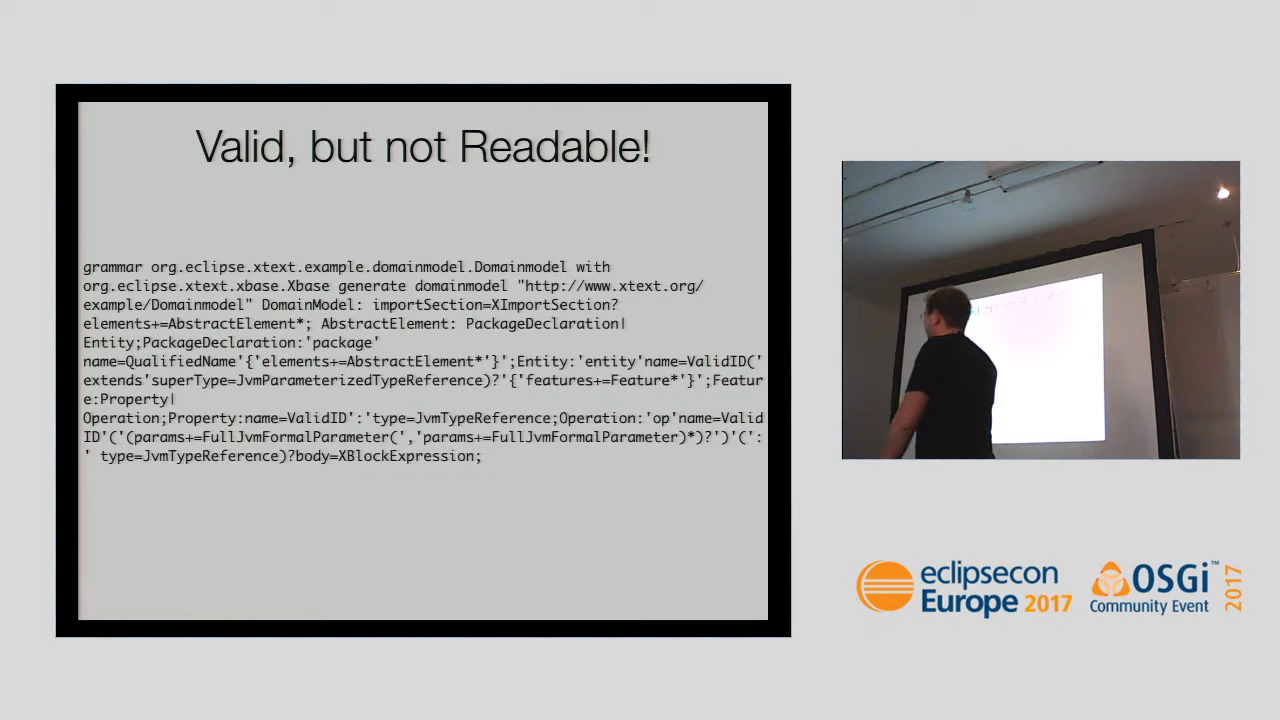 Valid, but not Readable!
grammar org.eclipse.xtext.example.domainmodel.Domainmodel with
org.eclipse.xtext.xbase.Xbase generate domainmodel "http://www.xtext.org/
example/Domainmodel" DomainModel: importSection=XImportSection?
elements+=AbstractElement*; AbstractElement: PackageDeclaration|
Entity;PackageDeclaration:'package'
name=QualifiedName'{'elements+=AbstractElement*'}';Entity:'entity'name=ValidID('
extends'superType=JvmParameterizedTypeReference)?'{'features+=Feature*'}';Featur
e:Property|
Operation;Property:name=ValidID':'type=JvmTypeReference;Operation:'op'name=Valid
ID'('(params+=FullJvmFormalParameter(','params+=FullJvmFormalParameter)*)?')'(':
' type=JvmTypeReference)?body=XBlockExpression;
eclipsecon
Europe 2017
OSGi™
Community Event
2017